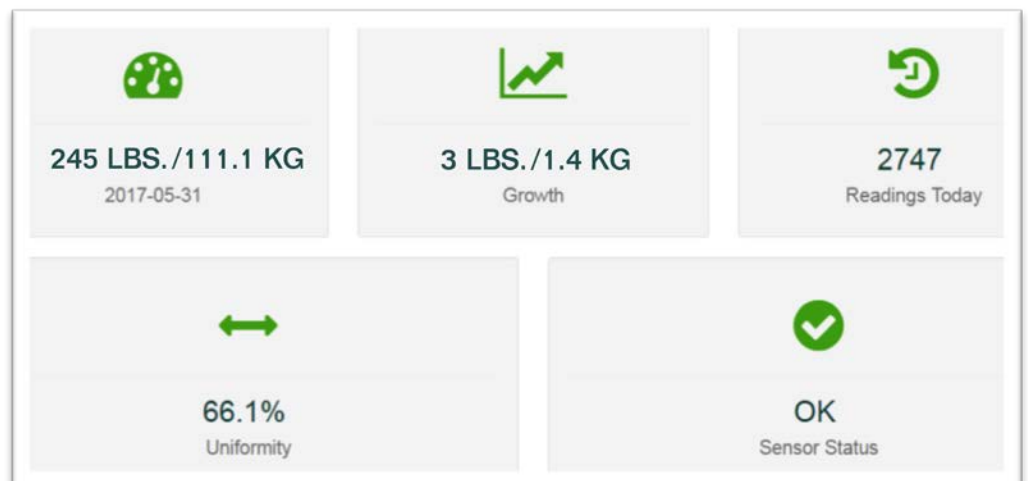 245 LBS./111.1 KG
2017-05-31
3 LBS./1.4 KG
Growth
2747
Readings Today
66.1%
Uniformity
OK
Sensor Status